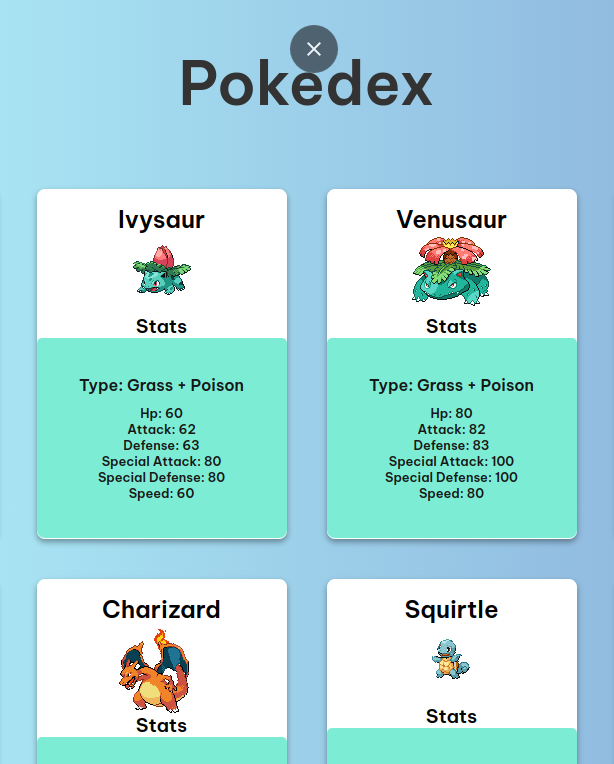 Pokedex
Ivysaur
Stats
Type: Grass + Poison
Hp: 60
Attack: 62
Defense: 63
Special Attack: 80
Special Defense: 80
Speed: 60
Venusaur
Stats
Type: Grass + Poison
Hp: 80
Attack: 82
Defense: 83
Special Attack: 100
Special Defense: 100
Speed: 80
Charizard
Stats
Squirtle
Stats